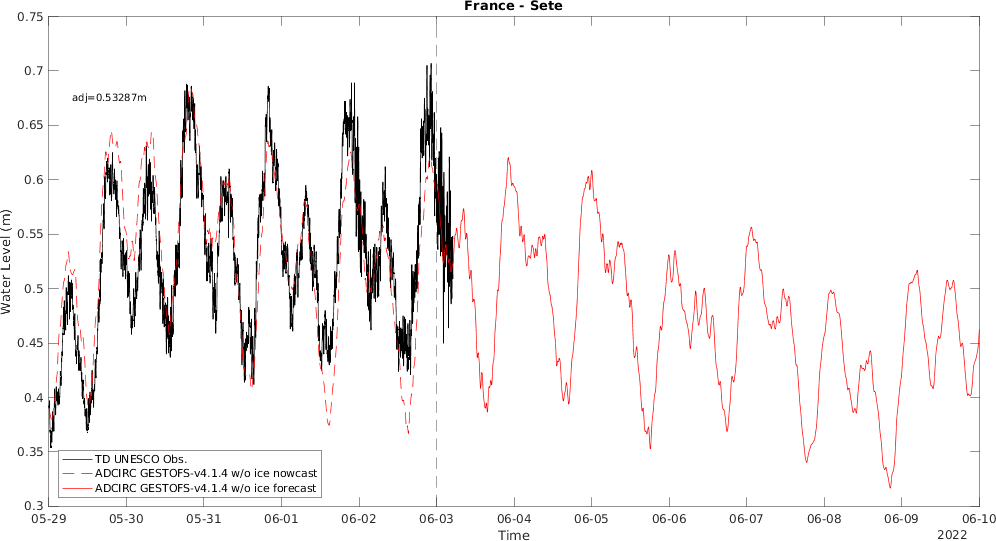 France - Sete
0.75
0.7
0.65
0.6
0.55
0.5
0.45
0.4
0.35
0.3
Water Level (m)
adj=0.53287m
TD UNESCO Obs.
ADCIRC GESTOFS-v4.1.4 w/o ice nowcast
ADCIRC GESTOFS-v4.1.4 w/o ice forecast
05-29 05-30 05-31 06-01 06-02 06-03 06-04 06-05 06-06 06-07 06-08 06-09 06-10
Time
2022